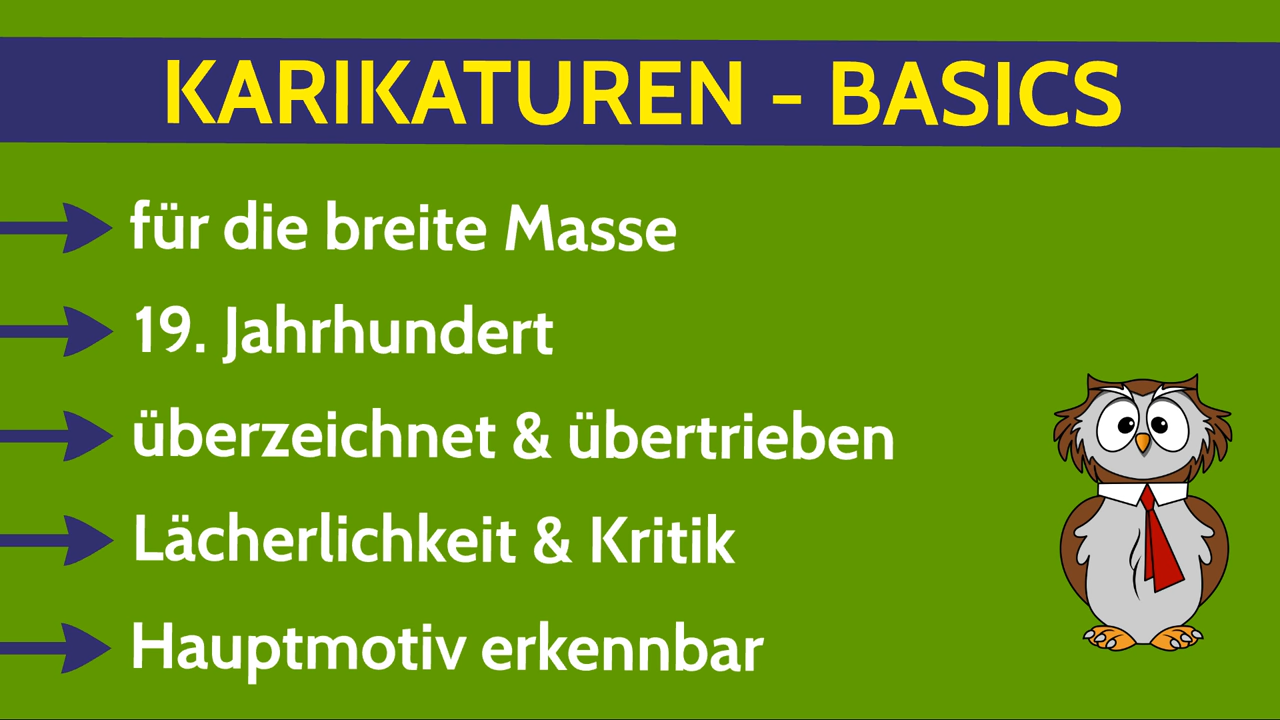 KARIKATUREN - BASICS
für die breite Masse
19. Jahrhundert
überzeichnet & übertrieben
Lächerlichkeit & Kritik
Hauptmotiv erkennbar